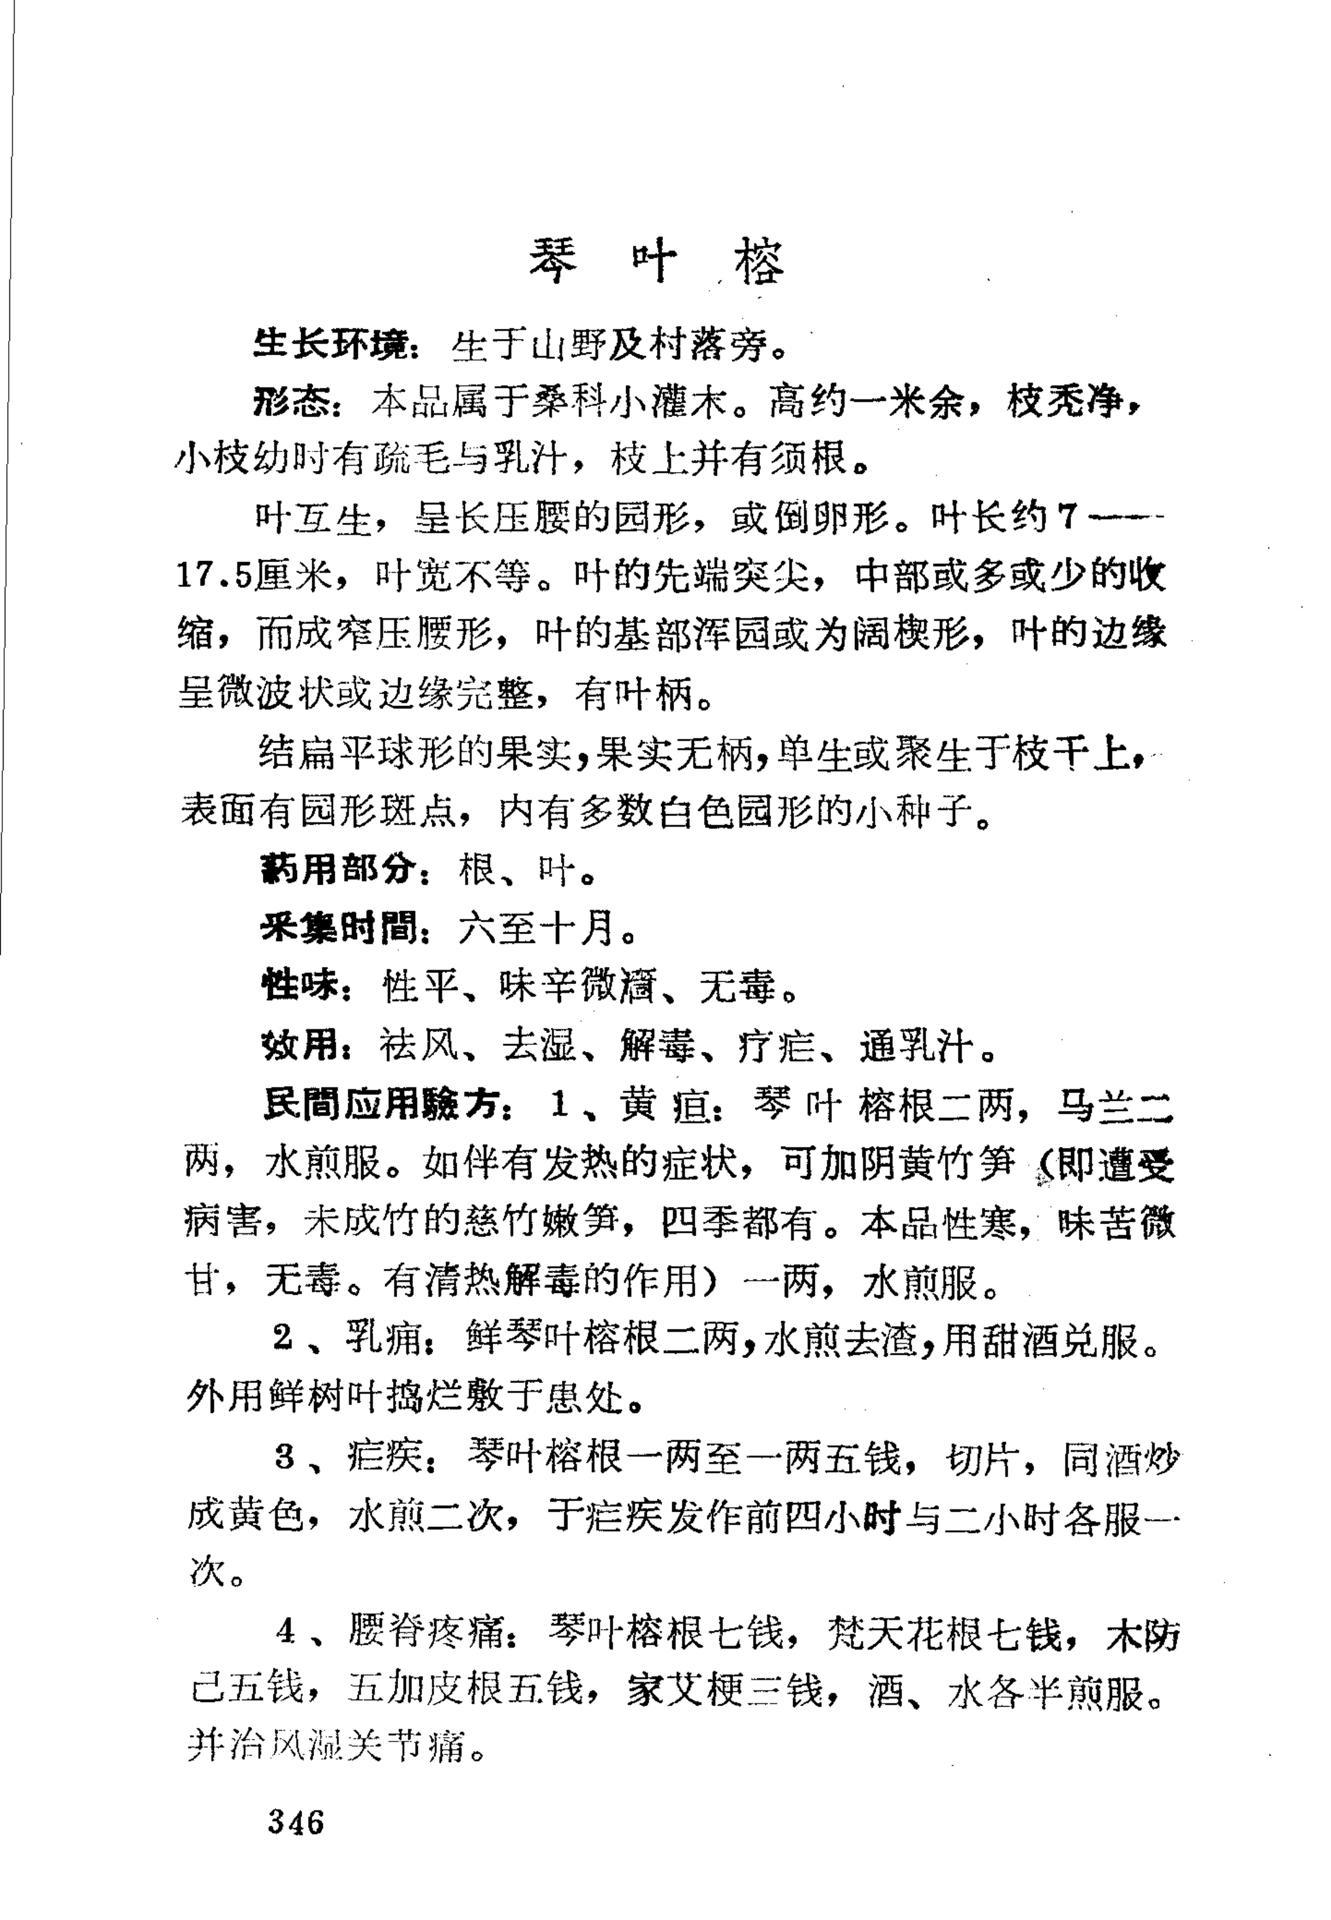 琴叶榕
生长环境：生于山野及村落旁。
形态：本品属于桑科小灌木。高约一米余，枝秃净，
小枝幼时有疏毛与乳汁，枝上并有须根。
叶互生，呈长压腰的园形，或倒卵形。叶长约7——
17.5厘米，叶宽不等。叶的先端突尖，中部或多或少的收
缩，而成窄压腰形，叶的基部浑园或为阔楔形，叶的边缘
呈微波状或边缘完整，有叶柄。
结扁平球形的果实，果实无柄，单生或聚生于枝干上，
表面有园形斑点，内有多数白色园形的小种子。
药用部分：根、叶。
采集时間：六至十月。
性味：性平、味辛微濇、无毒。
效用：祛风、去湿、解毒、疗疟、通乳汁。
民間应用驗方：1、黄疸：琴叶榕根二两，马兰二
两，水煎服。如伴有发热的症状，可加阴黄竹笋（即遭受
病害，未成竹的慈竹嫩笋，四季都有。本品性寒，味苦微
甘，无毒。有清热解毒的作用）一两，水煎服。
2、乳痈：鲜琴叶榕根二两，水煎去渣，用甜酒兑服。
外用鲜树叶捣烂敷于患处。
3、疟疾：琴叶榕根一两至一两五钱，切片，同酒炒
成黄色，水煎二次，于疟疾发作前四小时与二小时各服一
次。
4、腰脊疼痛：琴叶榕根七钱，梵天花根七钱，木防
己五钱，五加皮根五钱，家艾梗三钱，酒、水各半煎服。
并治风湿关节痛。
346